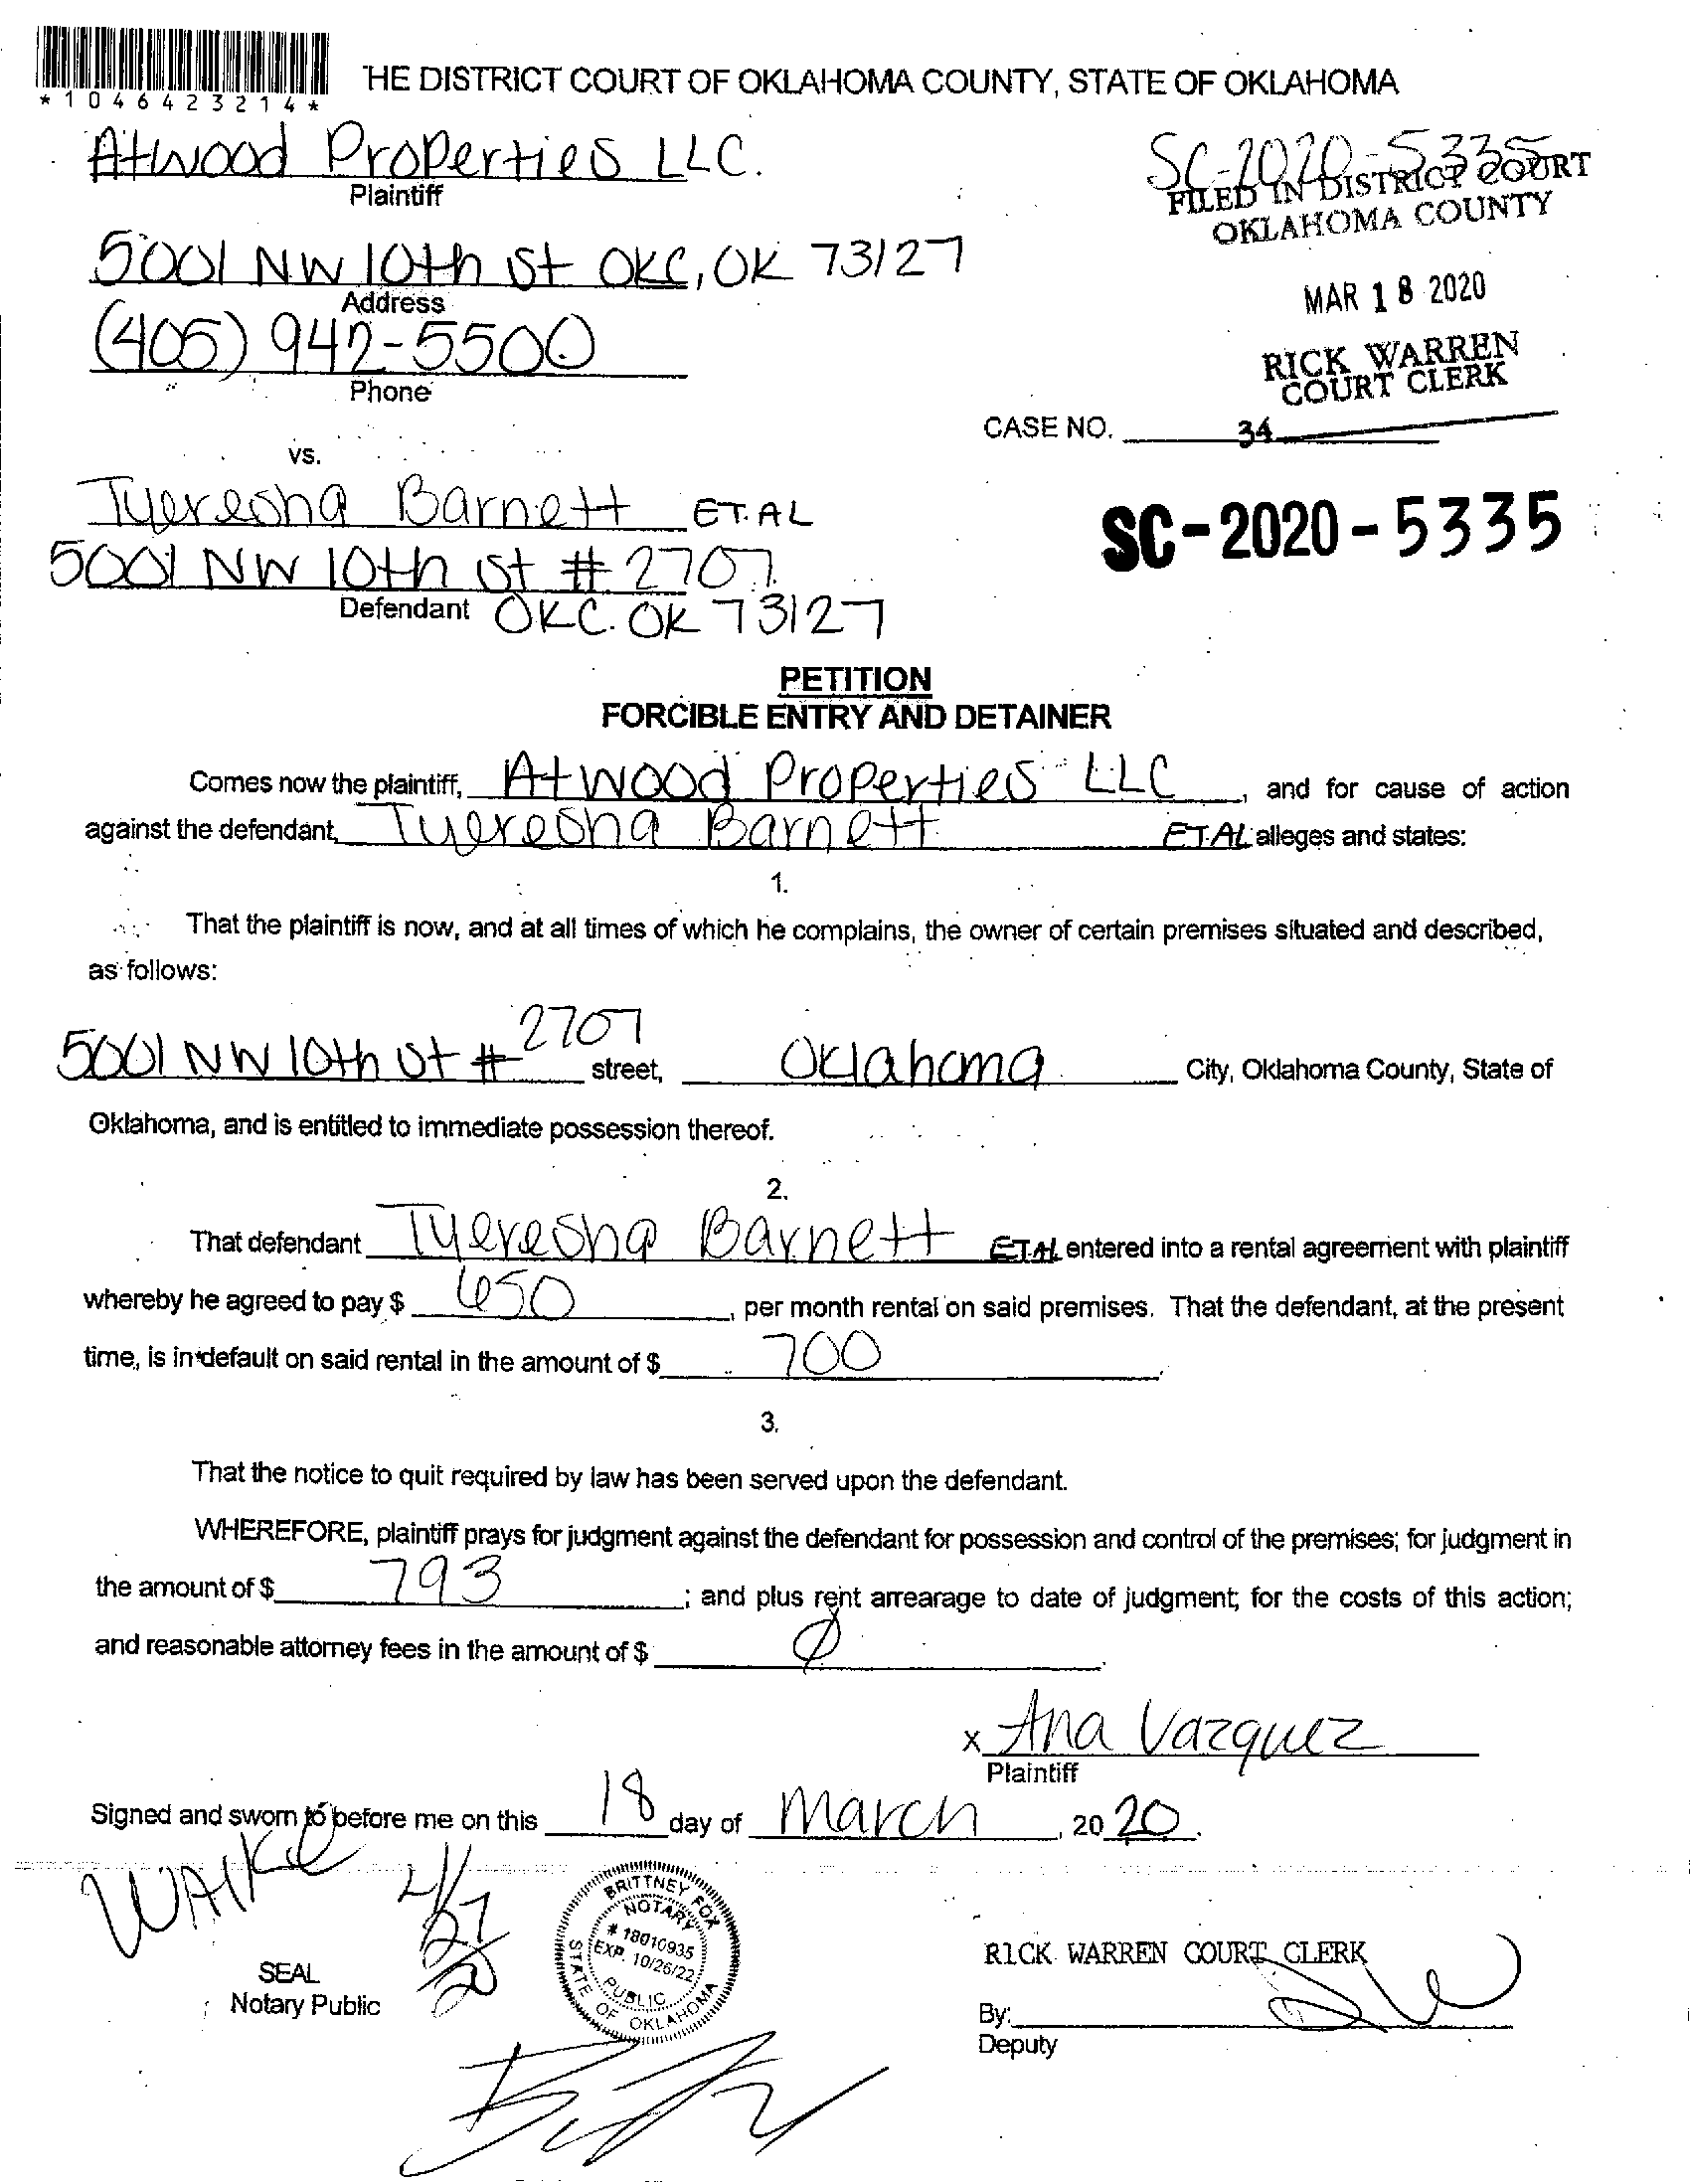 *1046423214*
THE DISTRICT COURT OF OKLAHOMA COUNTY, STATE OF OKLAHOMA
Atwood Properties LLC.
Plaintiff
SC-2020-5335
FILED IN DISTRICT COURT
OKLAHOMA COUNTY
5001 NW 10th St OKC, OK 73127
Address
MAR 18 2020
(405) 942-5500
Phone
RICK WARREN
COURT CLERK
CASE NO. 34
vs.
Tyeresha Barnett ET.AL
SC-2020-5335
5001 NW 10th St # 2707
Defendant OKC. OK 73127
PETITION
FORCIBLE ENTRY AND DETAINER
Comes now the plaintiff, Atwood Properties LLC, and for cause of action
against the defendant, Tyeresha Barnett ET.AL alleges and states:
1.
That the plaintiff is now, and at all times of which he complains, the owner of certain premises situated and described,
as follows:
5001 NW 10th St # 2707 street, Oklahoma City, Oklahoma County, State of
Oklahoma, and is entitled to immediate possession thereof.
2.
That defendant Tyeresha Barnett ET.AL entered into a rental agreement with plaintiff
whereby he agreed to pay $ 650, per month rental on said premises. That the defendant, at the present
time, is in default on said rental in the amount of $ 700.
3.
That the notice to quit required by law has been served upon the defendant.
WHEREFORE, plaintiff prays for judgment against the defendant for possession and control of the premises; for judgment in
the amount of $ 793; and plus rent arrearage to date of judgment; for the costs of this action;
and reasonable attorney fees in the amount of $ Ø.
x Ana Vazquez
Plaintiff
Signed and sworn to before me on this 18 day of March, 20 20.
BRITTNEY FOX
NOTARY
# 18010935
EXP. 10/26/22
PUBLIC
STATE OF OKLAHOMA
SEAL
Notary Public
RICK WARREN COURT CLERK
By:
Deputy